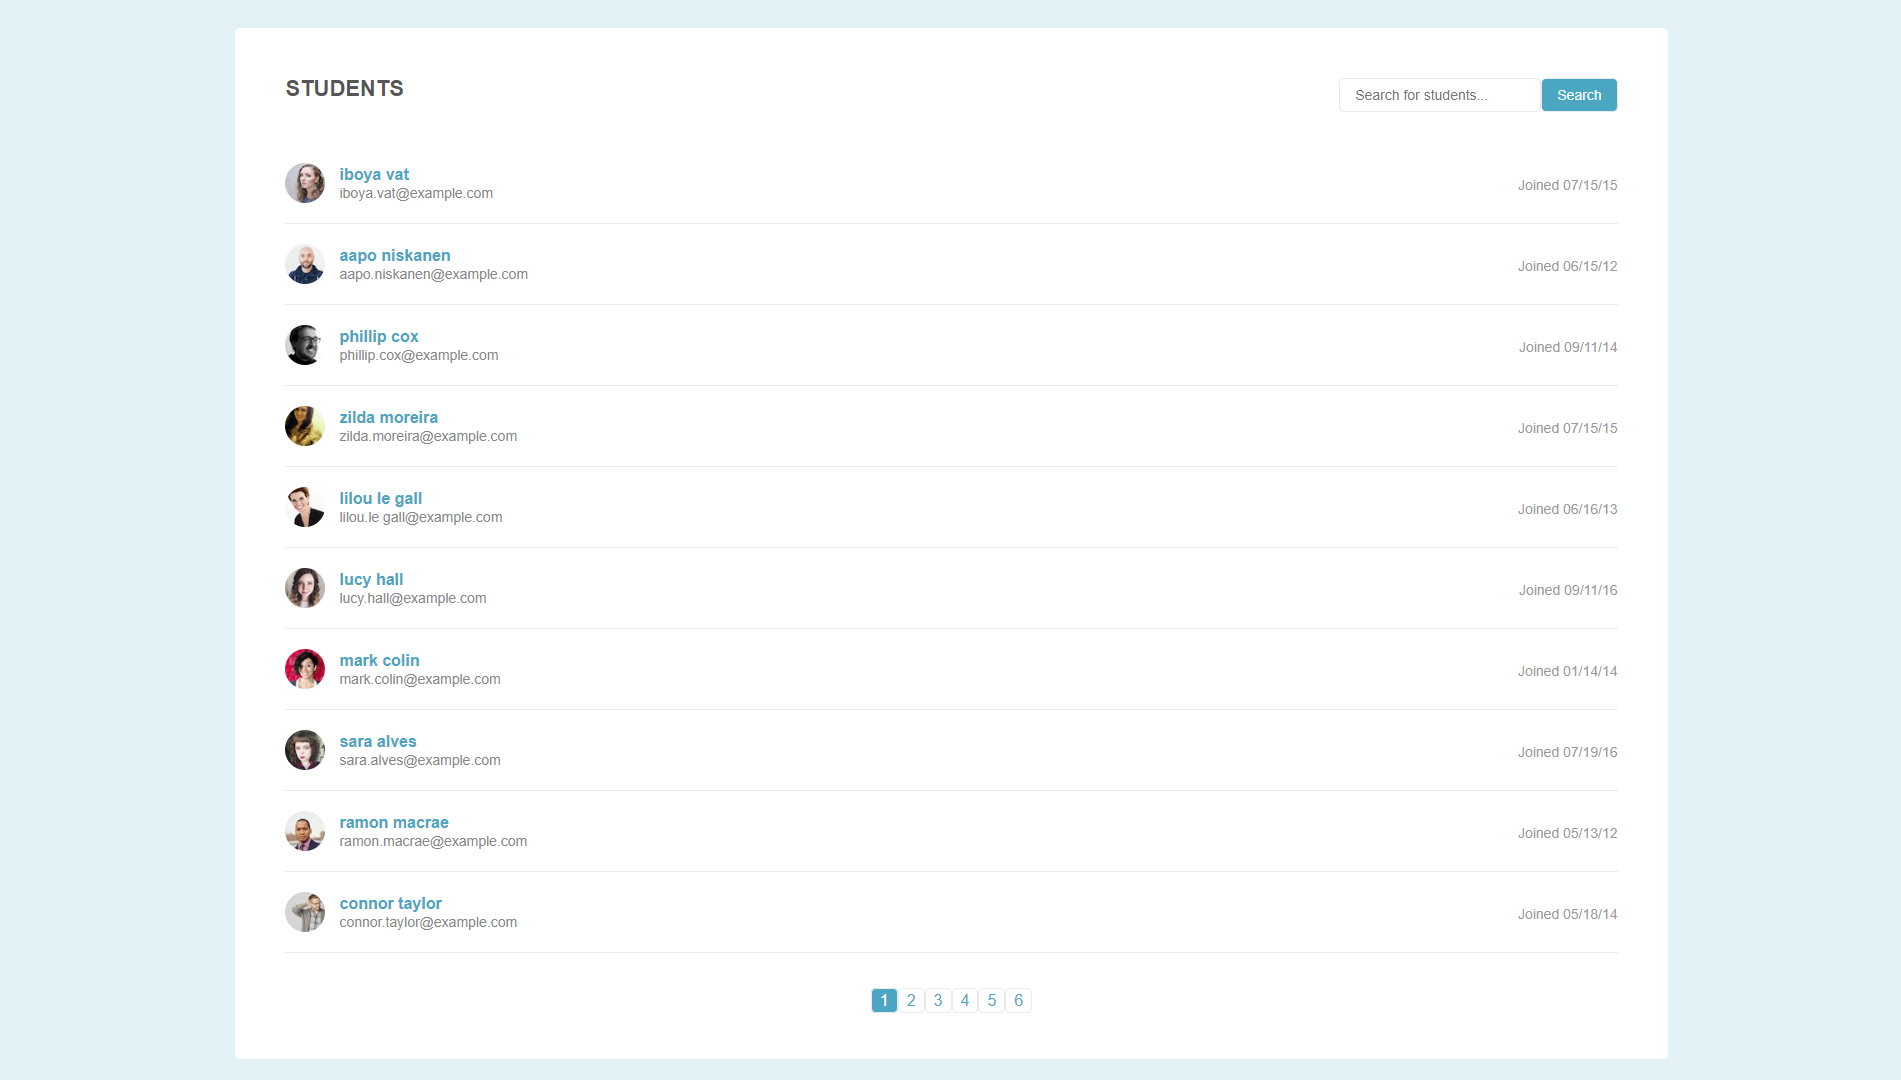 STUDENTS
Search for students...
Search
iboya vat
iboya.vat@example.com
Joined 07/15/15
aapo niskanen
aapo.niskanen@example.com
Joined 06/15/12
phillip cox
phillip.cox@example.com
Joined 09/11/14
zilda moreira
zilda.moreira@example.com
Joined 07/15/15
lilou le gall
lilou.le gall@example.com
Joined 06/16/13
lucy hall
lucy.hall@example.com
Joined 09/11/16
mark colin
mark.colin@example.com
Joined 01/14/14
sara alves
sara.alves@example.com
Joined 07/19/16
ramon macrae
ramon.macrae@example.com
Joined 05/13/12
connor taylor
connor.taylor@example.com
Joined 05/18/14
1 2 3 4 5 6